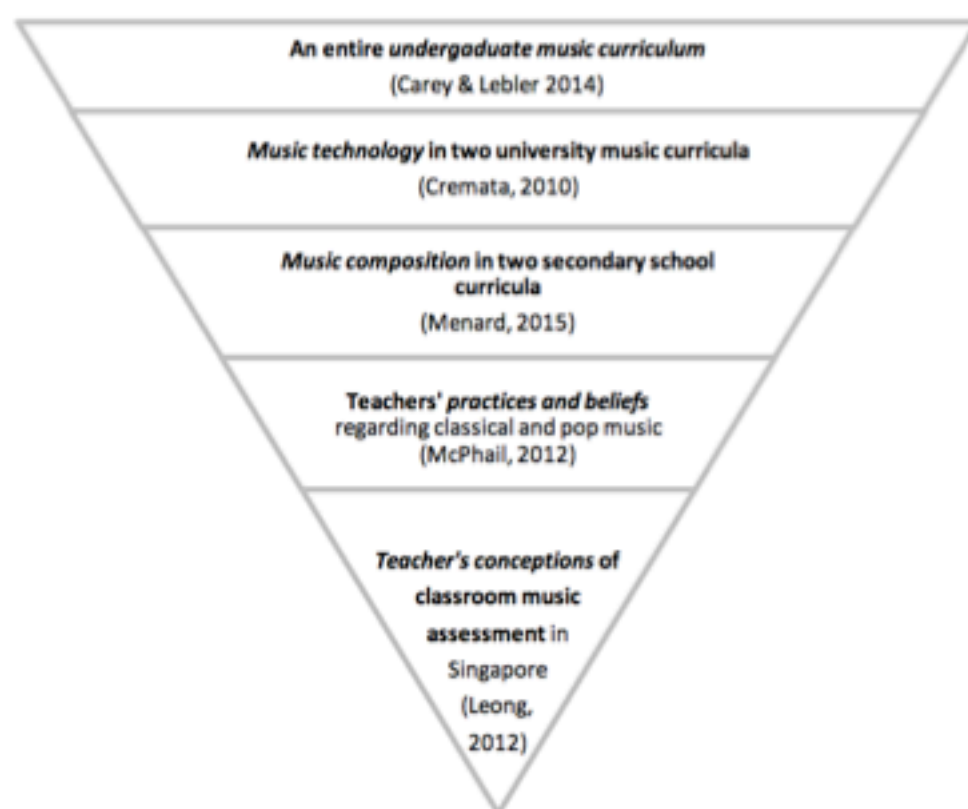 An entire undergaduate music curriculum
(Carey & Lebler 2014)
Music technology in two university music curricula
(Cremata, 2010)
Music composition in two secondary school
curricula
(Menard, 2015)
Teachers' practices and beliefs
regarding classical and pop music
(McPhail, 2012)
Teacher's conceptions of
classroom music
assessment in
Singapore
(Leong,
2012)